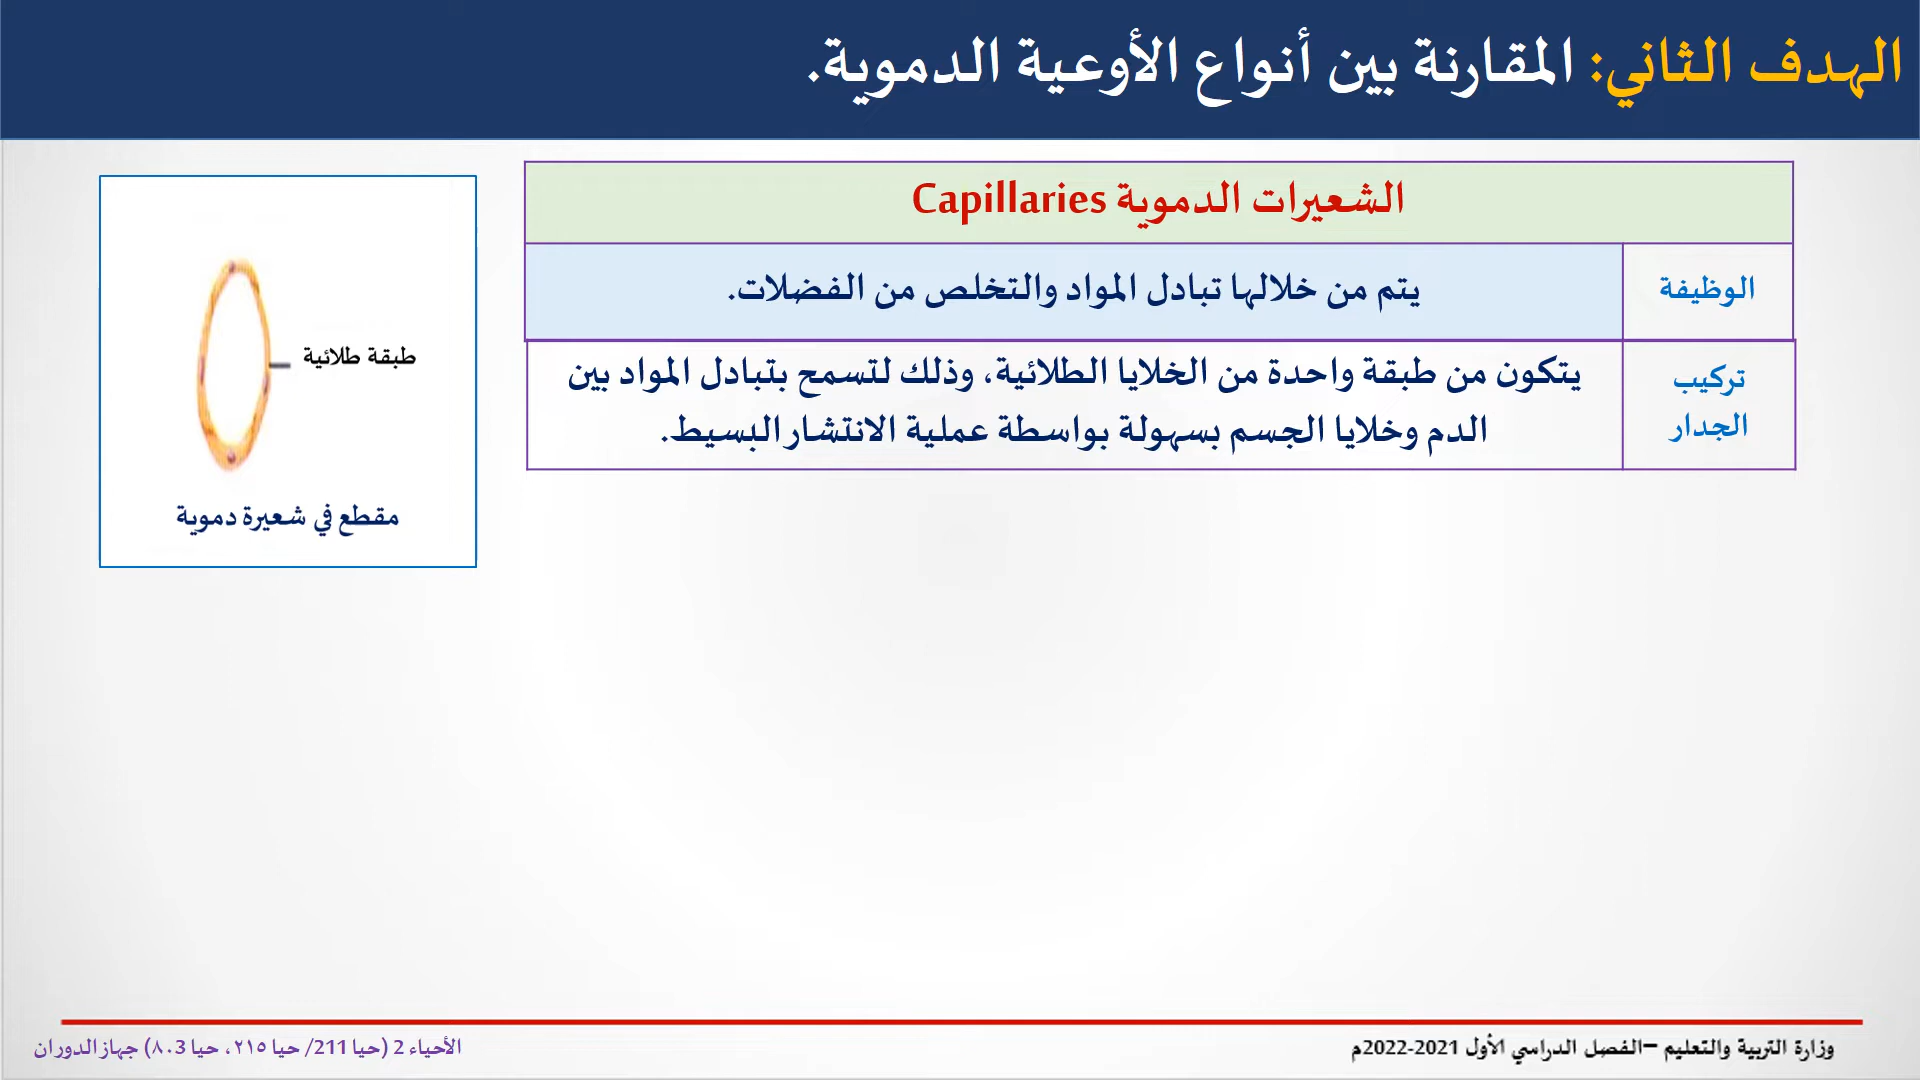 الهدف الثاني: المقارنة بين أنواع الأوعية الدموية.
الشعيرات الدموية Capillaries
الوظيفة
يتم من خلالها تبادل المواد والتخلص من الفضلات.
تركيب
الجدار
يتكون من طبقة واحدة من الخلايا الطلائية، وذلك لتسمح بتبادل المواد بين
الدم وخلايا الجسم بسهولة بواسطة عملية الانتشار البسيط.
طبقة طلائية
مقطع في شعيرة دموية
وزارة التربية والتعليم –الفصل الدراسي الأول 2021-2022م
الأحياء 2 (حيا 211/ حيا ٢١٥، حيا ٨٠3) جهاز الدوران